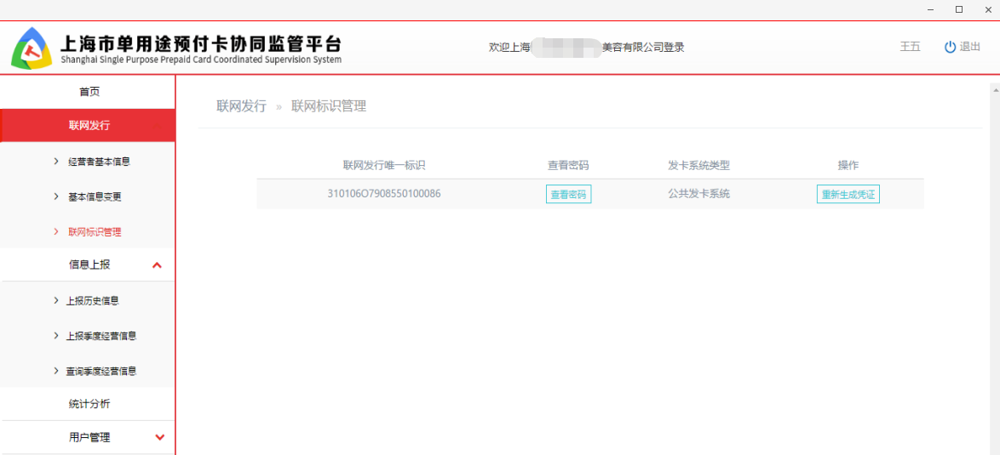 上海市单用途预付卡协同监管平台
Shanghai Single Purpose Prepaid Card Coordinated Supervision System
欢迎上海 美容有限公司登录
王五
退出
首页
联网发行
经营者基本信息
基本信息变更
联网标识管理
信息上报
上报历史信息
上报季度经营信息
查询季度经营信息
统计分析
用户管理
联网发行 » 联网标识管理
联网发行唯一标识 查看密码 发卡系统类型 操作
310106O7908550100086 查看密码 公共发卡系统 重新生成凭证